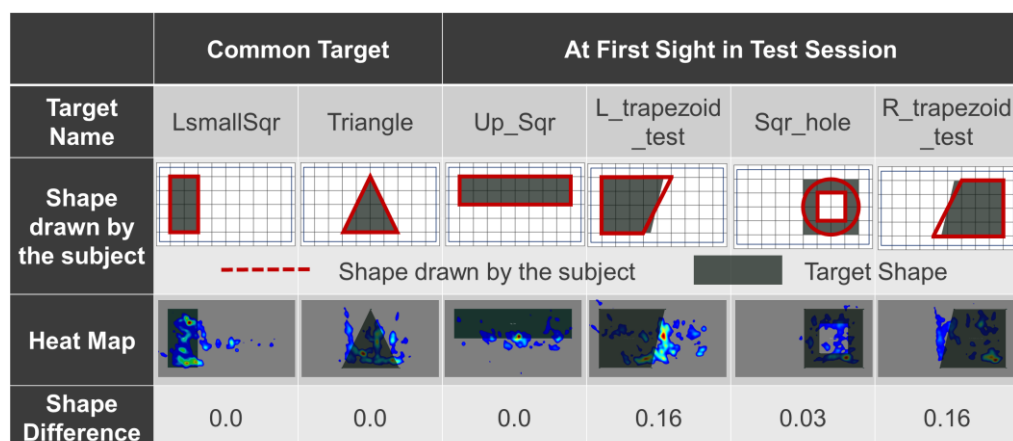 Common Target
At First Sight in Test Session
Target
Name
LsmallSqr
Triangle
Up_Sqr
L_trapezoid
_test
Sqr_hole
R_trapezoid
_test
Shape
drawn by
the subject
Shape drawn by the subject
Target Shape
Heat Map
Shape
Difference
0.0
0.0
0.0
0.16
0.03
0.16